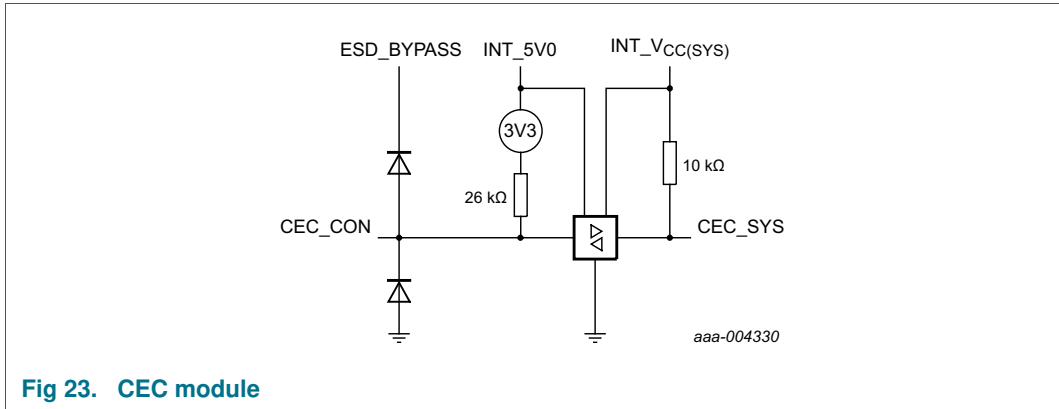 ESD_BYPASS INT_5V0 INT_VCC(SYS)
3V3
10 kΩ
26 kΩ
CEC_CON CEC_SYS
aaa-004330
Fig 23. CEC module